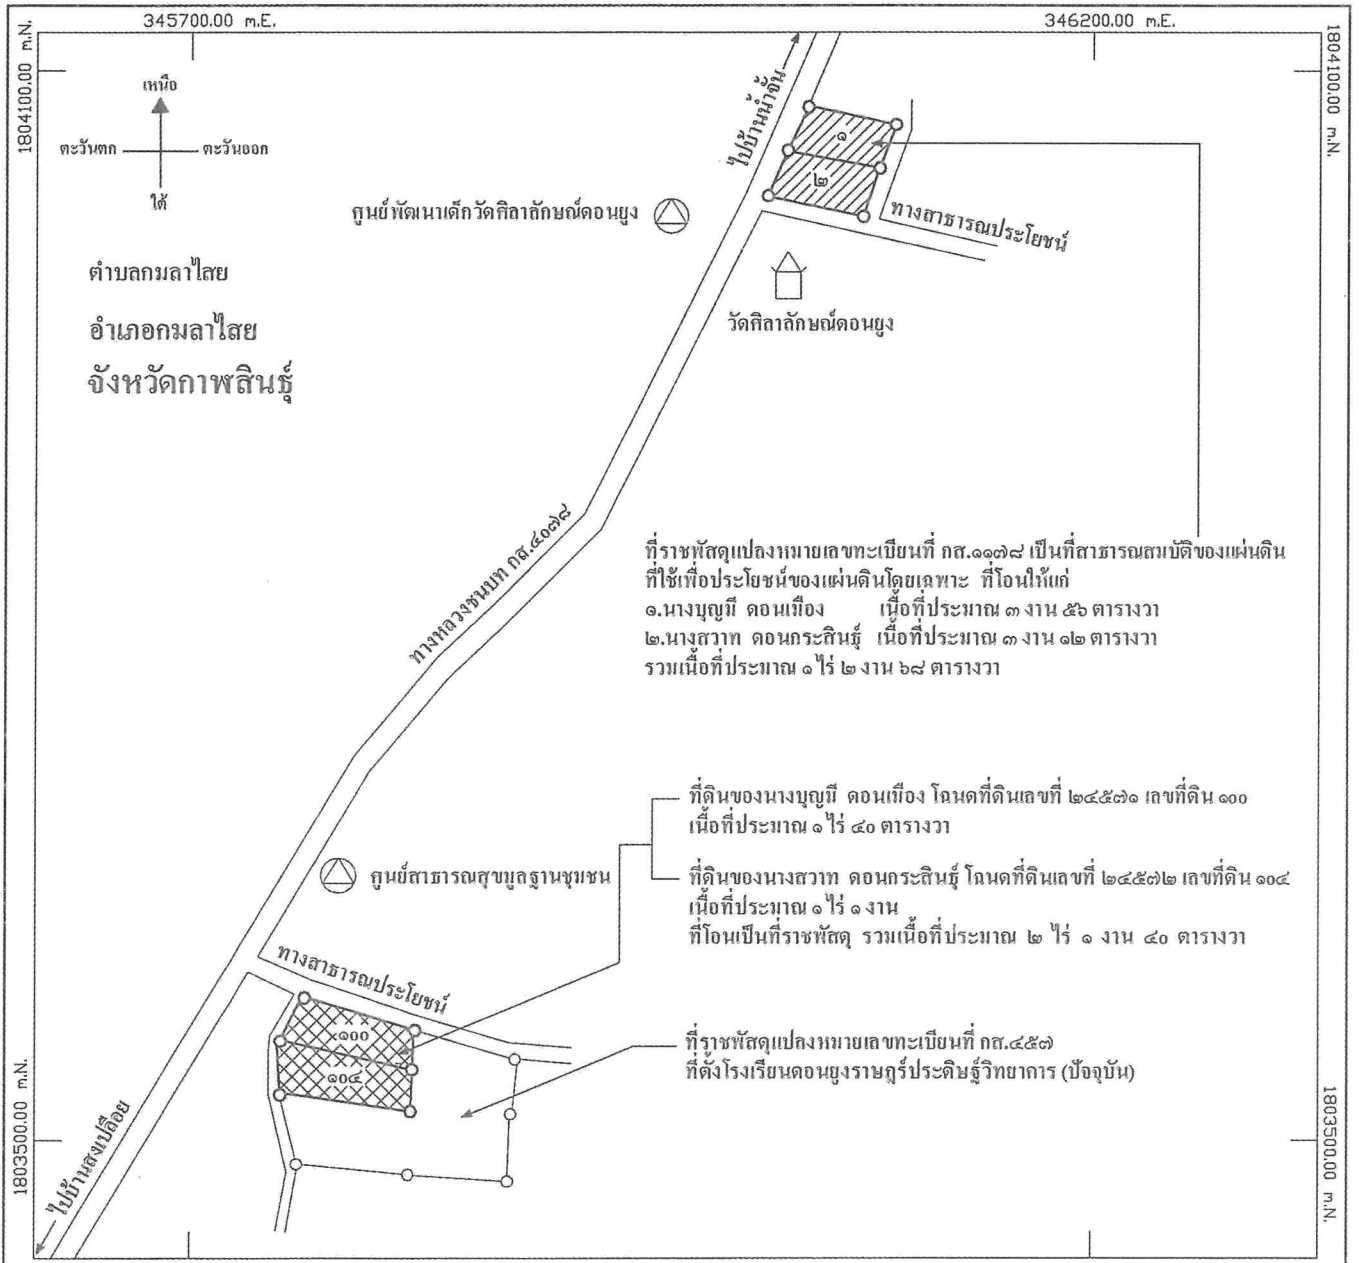 345700.00 m.E.
346200.00 m.E.
1804100.00 m.N.
1804100.00 m.N.
เหนือ
ตะวันตก
ตะวันออก
ใต้
ไปบ้านน้ำจั้น
๑
๒
ศูนย์พัฒนาเด็กวัดศิลาลักษณ์ดอนยูง
ทางสาธารณประโยชน์
ตำบลกมลาไสย
วัดศิลาลักษณ์ดอนยูง
อำเภอกมลาไสย
จังหวัดกาฬสินธุ์
ทางหลวงชนบท กส.๔๐๗๘
ที่ราชพัสดุแปลงหมายเลขทะเบียนที่ กส.๑๑๗๘ เป็นที่สาธารณสมบัติของแผ่นดิน
ที่ใช้เพื่อประโยชน์ของแผ่นดินโดยเฉพาะ ที่โอนให้แก่
๑.นางบุญมี ดอนเมือง เนื้อที่ประมาณ ๓ งาน ๕๖ ตารางวา
๒.นางสวาท ดอนกระสินธุ์ เนื้อที่ประมาณ ๓ งาน ๑๒ ตารางวา
รวมเนื้อที่ประมาณ ๑ ไร่ ๒ งาน ๖๘ ตารางวา
ที่ดินของนางบุญมี ดอนเมือง โฉนดที่ดินเลขที่ ๒๔๕๗๑ เลขที่ดิน ๑๐๐
เนื้อที่ประมาณ ๑ ไร่ ๔๐ ตารางวา
ศูนย์สาธารณสุขมูลฐานชุมชน
ที่ดินของนางสวาท ดอนกระสินธุ์ โฉนดที่ดินเลขที่ ๒๔๕๗๒ เลขที่ดิน ๑๐๔
เนื้อที่ประมาณ ๑ ไร่ ๑ งาน
ที่โอนเป็นที่ราชพัสดุ รวมเนื้อที่ประมาณ ๒ ไร่ ๑ งาน ๔๐ ตารางวา
ทางสาธารณประโยชน์
๑๐๐
๑๐๔
ที่ราชพัสดุแปลงหมายเลขทะเบียนที่ กส.๔๕๗
ที่ตั้งโรงเรียนดอนยูงราษฎร์ประดิษฐ์วิทยาการ (ปัจจุบัน)
1803500.00 m.N.
1803500.00 m.N.
ไปบ้านสงเปลือย